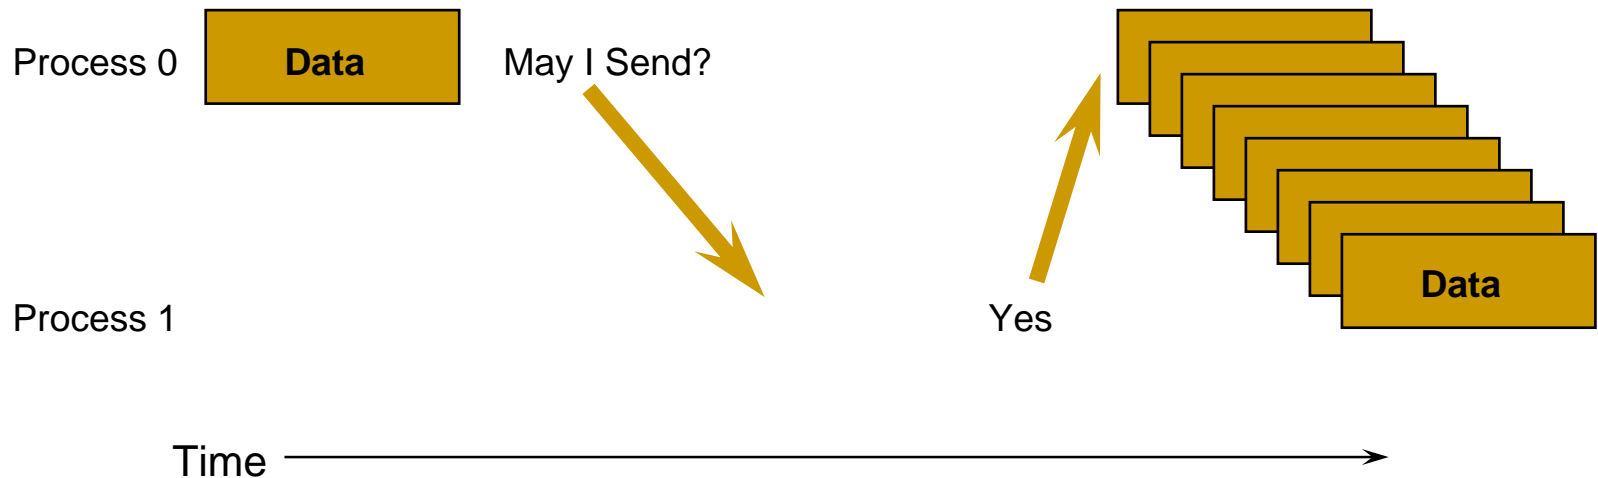 Process 0
Data
May I Send?
Data
Process 1
Yes
Time